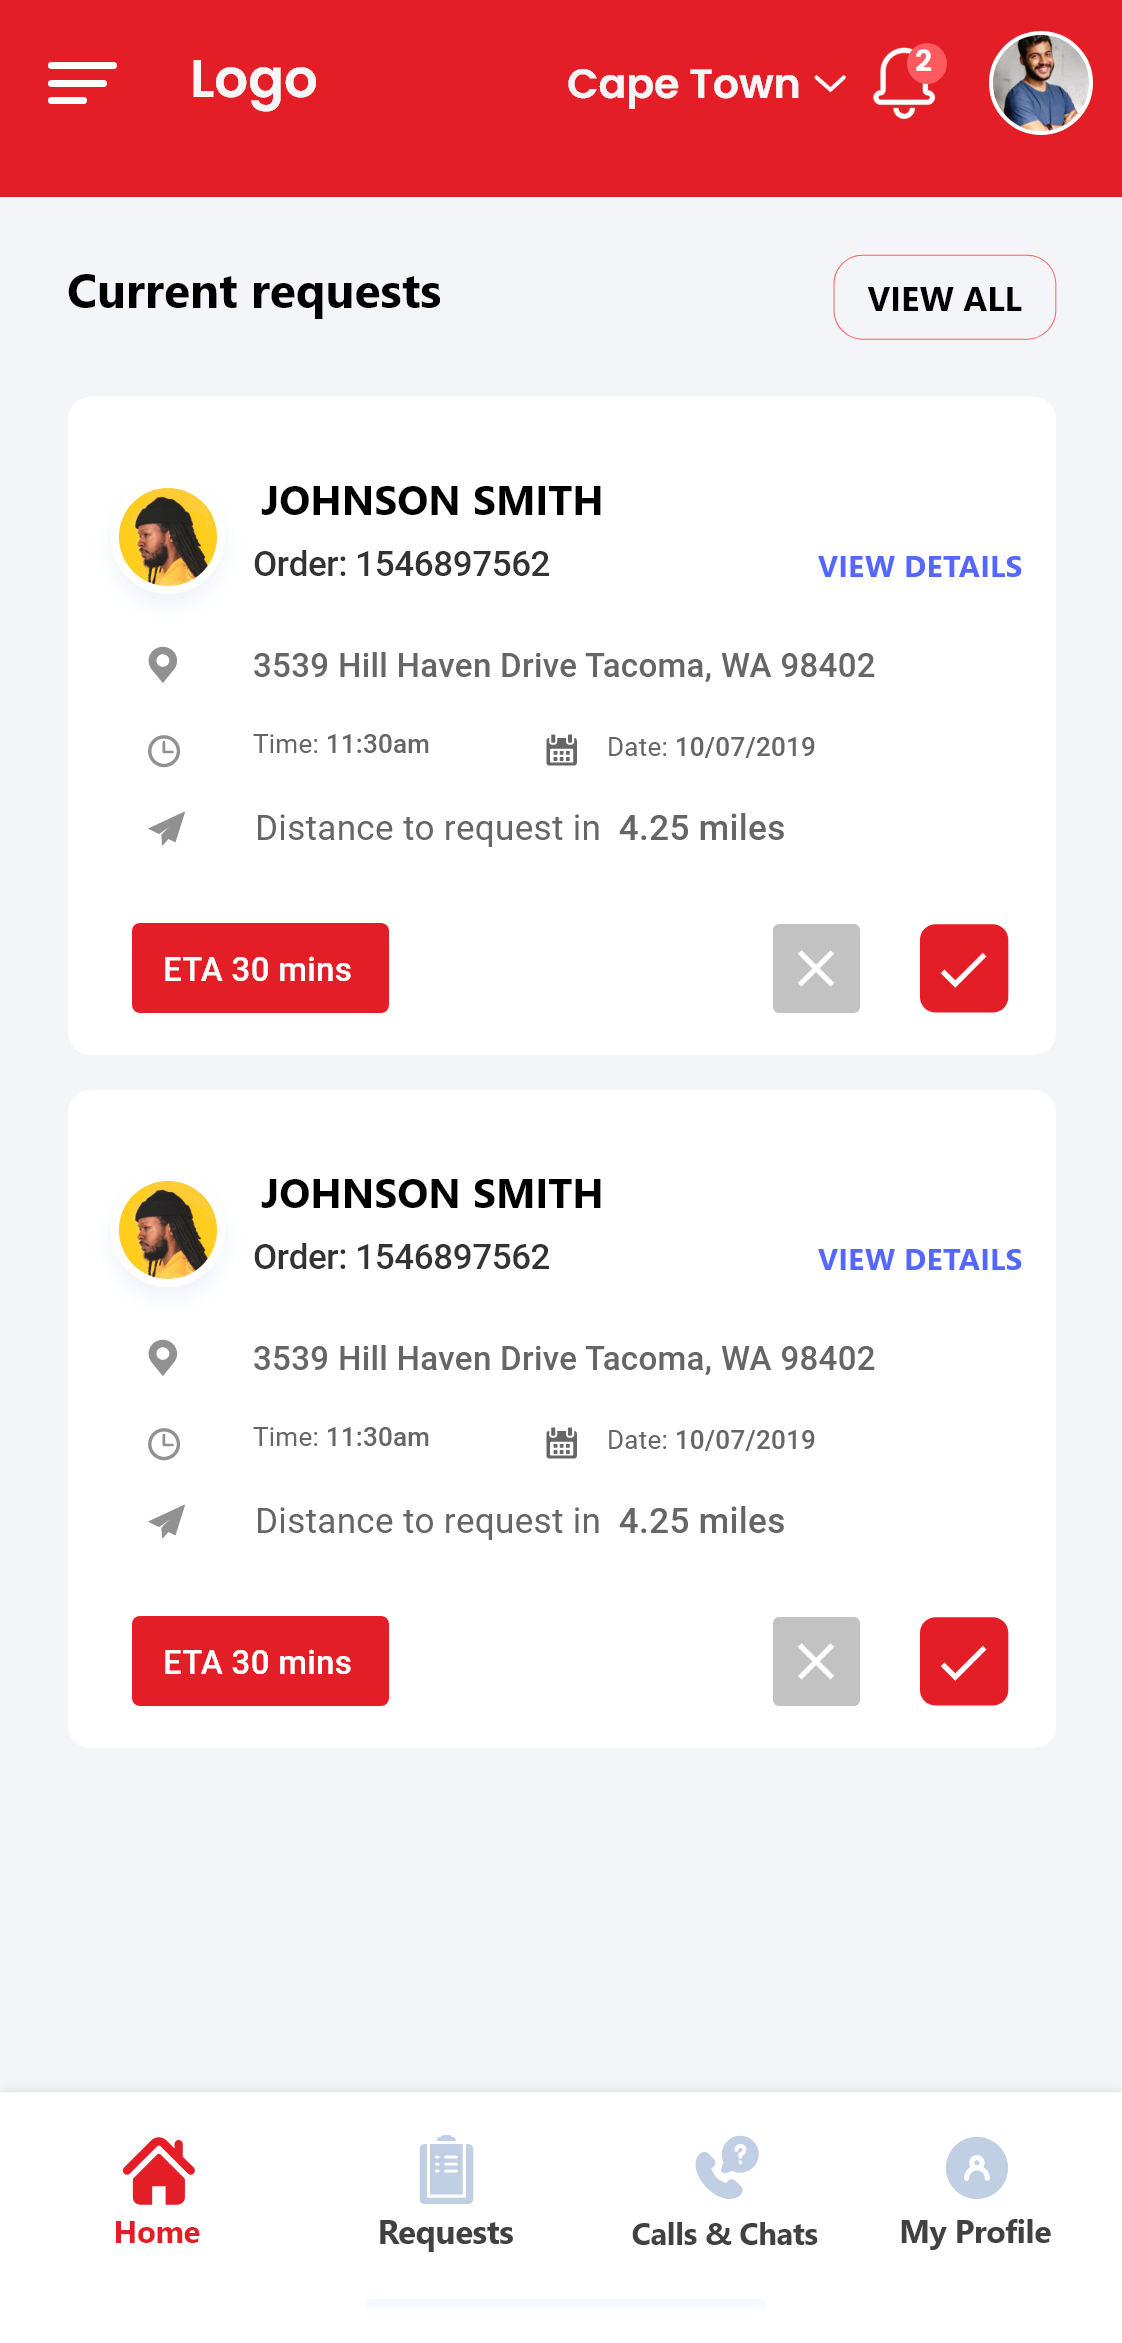 Logo
Cape Town
2
Current requests
VIEW ALL
JOHNSON SMITH
Order: 1546897562
VIEW DETAILS
3539 Hill Haven Drive Tacoma, WA 98402
Time: 11:30am
Date: 10/07/2019
Distance to request in 4.25 miles
ETA 30 mins
JOHNSON SMITH
Order: 1546897562
VIEW DETAILS
3539 Hill Haven Drive Tacoma, WA 98402
Time: 11:30am
Date: 10/07/2019
Distance to request in 4.25 miles
ETA 30 mins
?
Home
Requests
Calls & Chats
My Profile